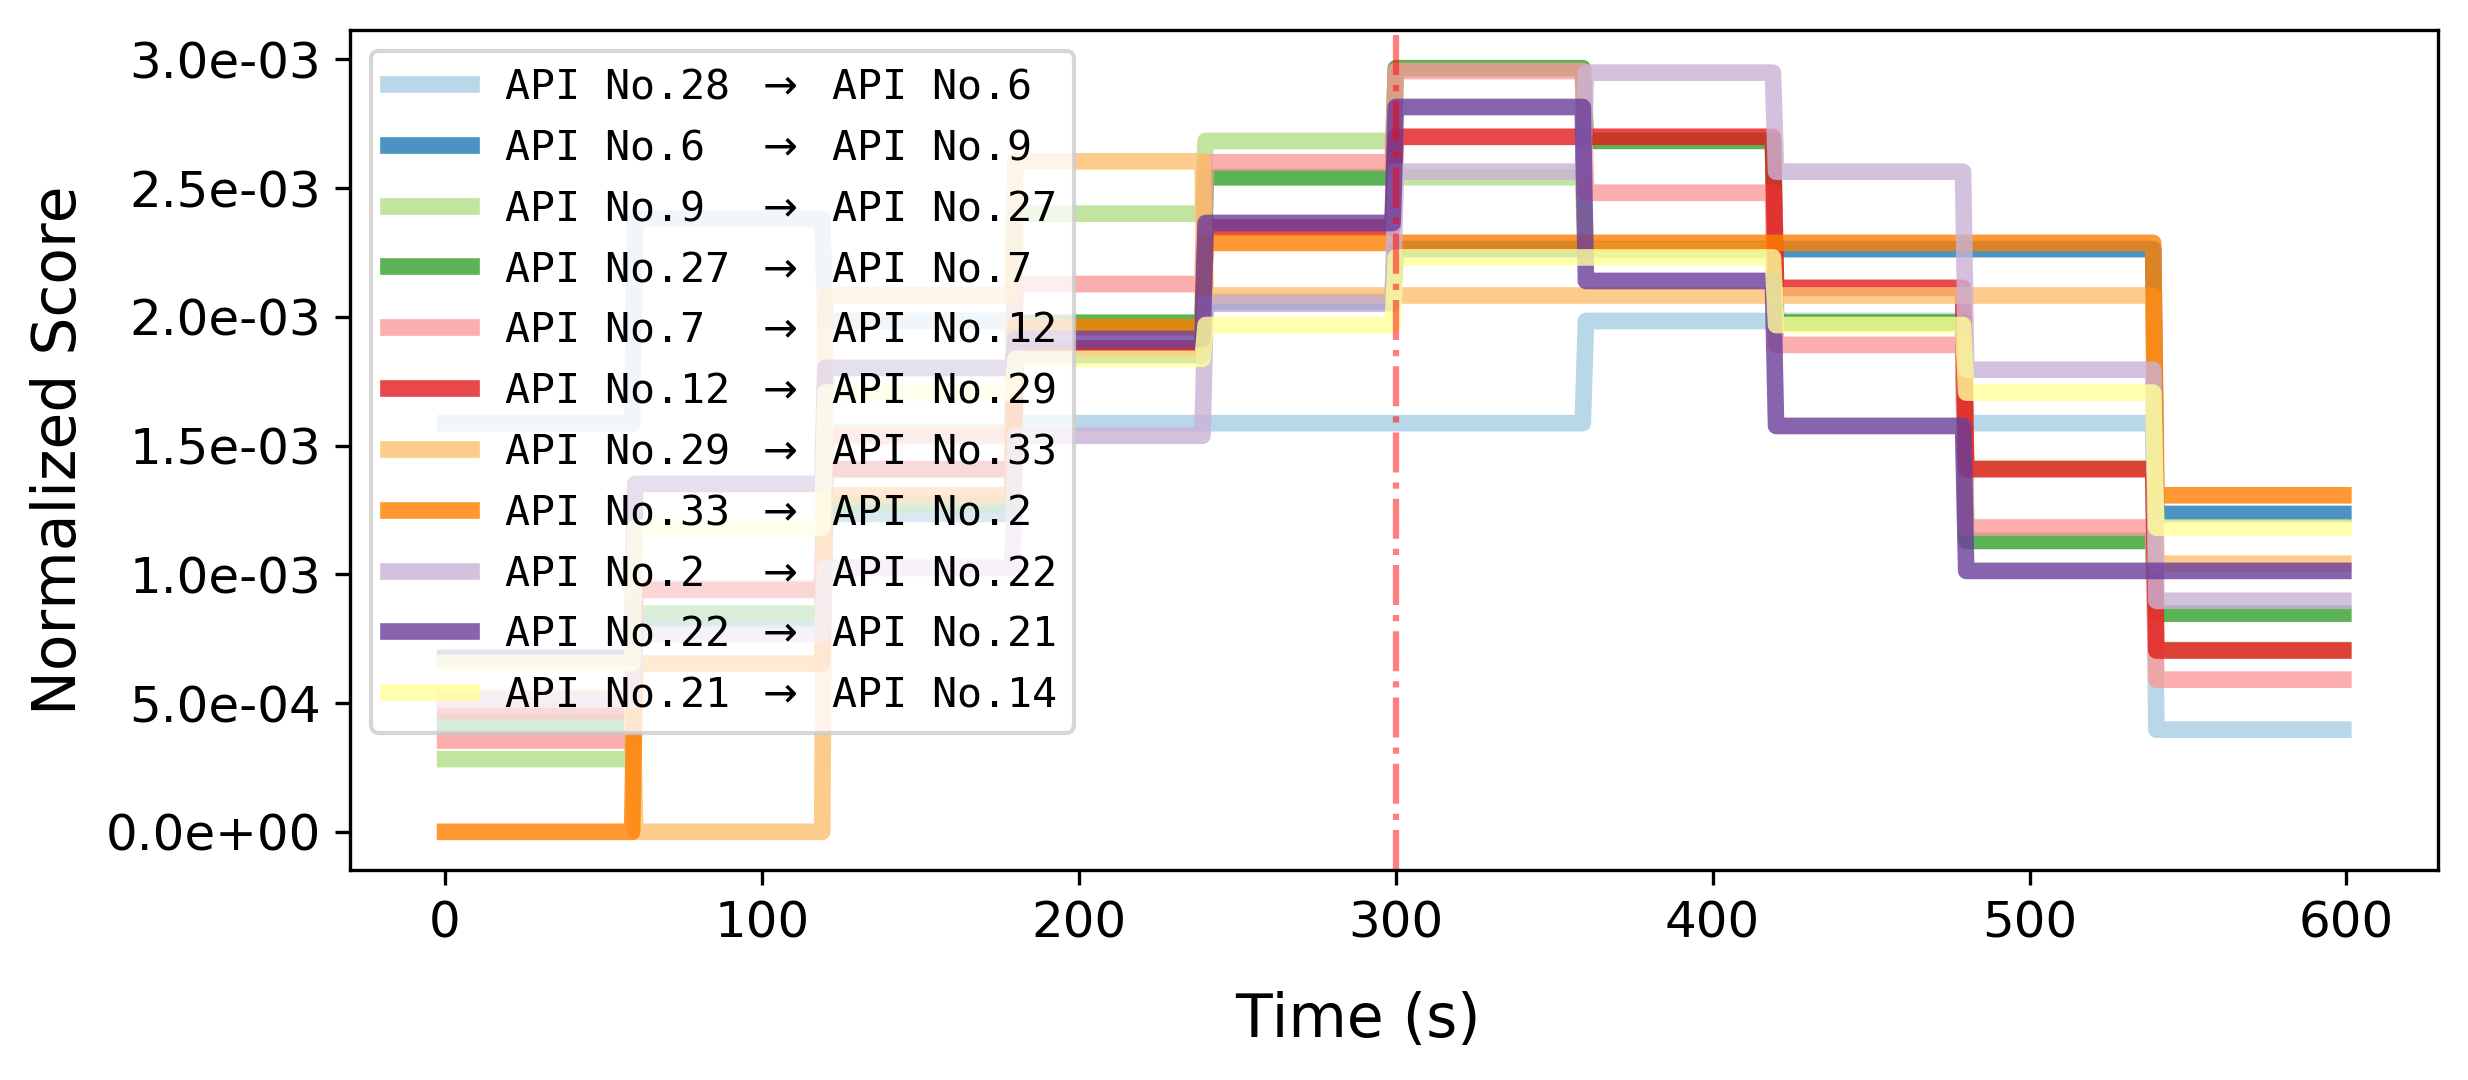 Normalized Score
3.0e-03
2.5e-03
2.0e-03
1.5e-03
1.0e-03
5.0e-04
0.0e+00
API No.28 → API No.6
API No.6 → API No.9
API No.9 → API No.27
API No.27 → API No.7
API No.7 → API No.12
API No.12 → API No.29
API No.29 → API No.33
API No.33 → API No.2
API No.2 → API No.22
API No.22 → API No.21
API No.21 → API No.14
0 100 200 300 400 500 600
Time (s)